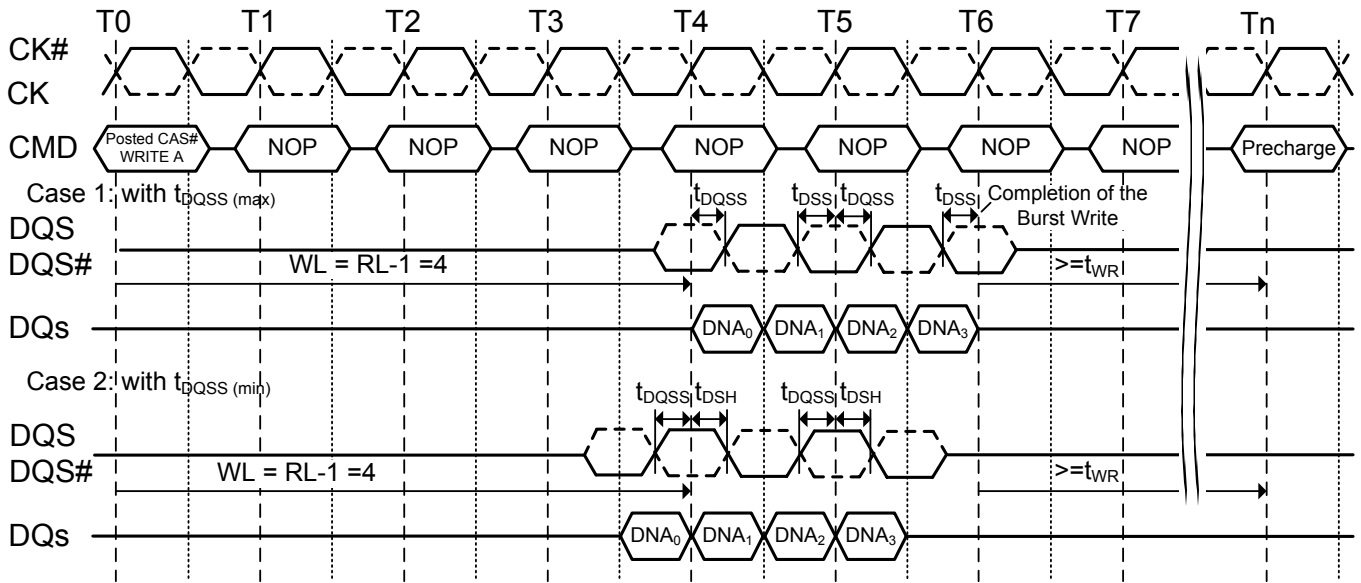 T0 T1 T2 T3 T4 T5 T6 T7 Tn
CK#
CK
CMD Posted CAS# WRITE A NOP NOP NOP NOP NOP NOP NOP Precharge
Case 1: with tDQSS (max) tDQSS tDSS tDQSS tDSS Completion of the Burst Write
DQS
DQS# WL = RL-1 =4 >=tWR
DQs DNA0 DNA1 DNA2 DNA3
Case 2: with tDQSS (min) tDQSS tDSH tDQSS tDSH
DQS
DQS# WL = RL-1 =4 >=tWR
DQs DNA0 DNA1 DNA2 DNA3